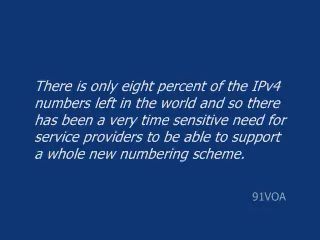 There is only eight percent of the IPv4
numbers left in the world and so there
has been a very time sensitive need for
service providers to be able to support
a whole new numbering scheme.
91VOA